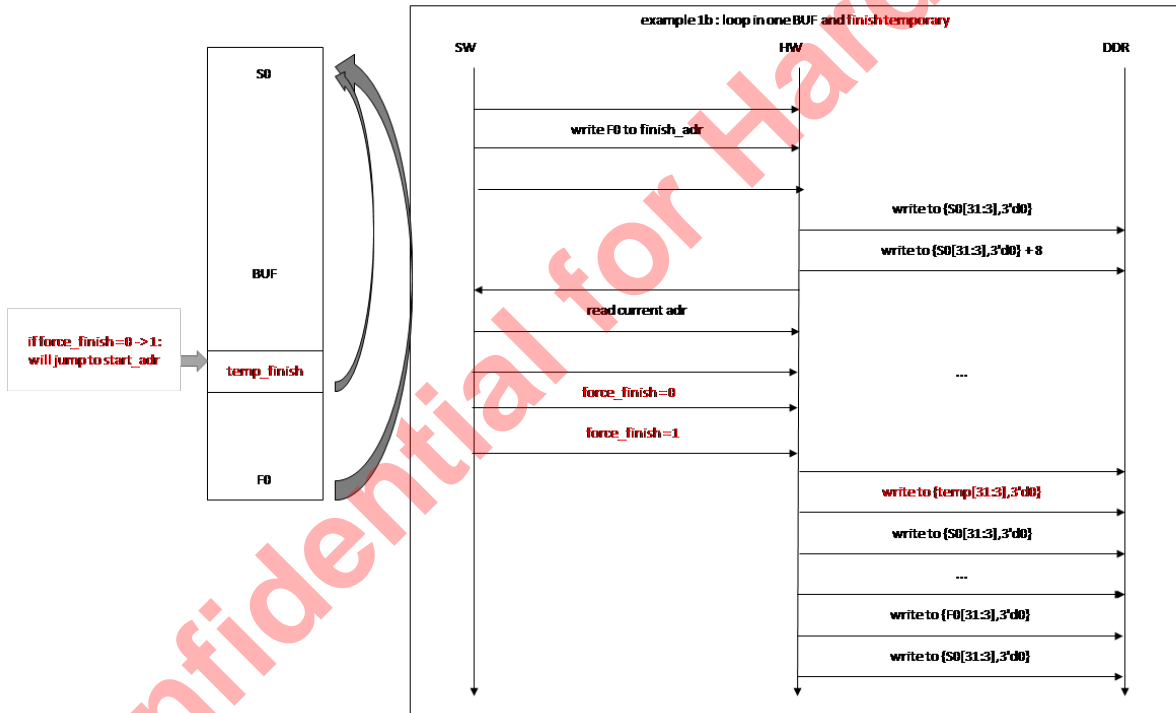 example 1b : loop in one BUF and finish temporary
SW
HW
DDR
S0
write F0 to finish_adr
write to {S0[31:3],3'd0}
write to {S0[31:3],3'd0} + 8
BUF
read current adr
if force_finish=0 -> 1:
will jump to start_adr
temp_finish
...
force_finish=0
force_finish=1
F0
write to {temp[31:3],3'd0}
write to {S0[31:3],3'd0}
...
write to {F0[31:3],3'd0}
write to {S0[31:3],3'd0}
nfidential for Hard